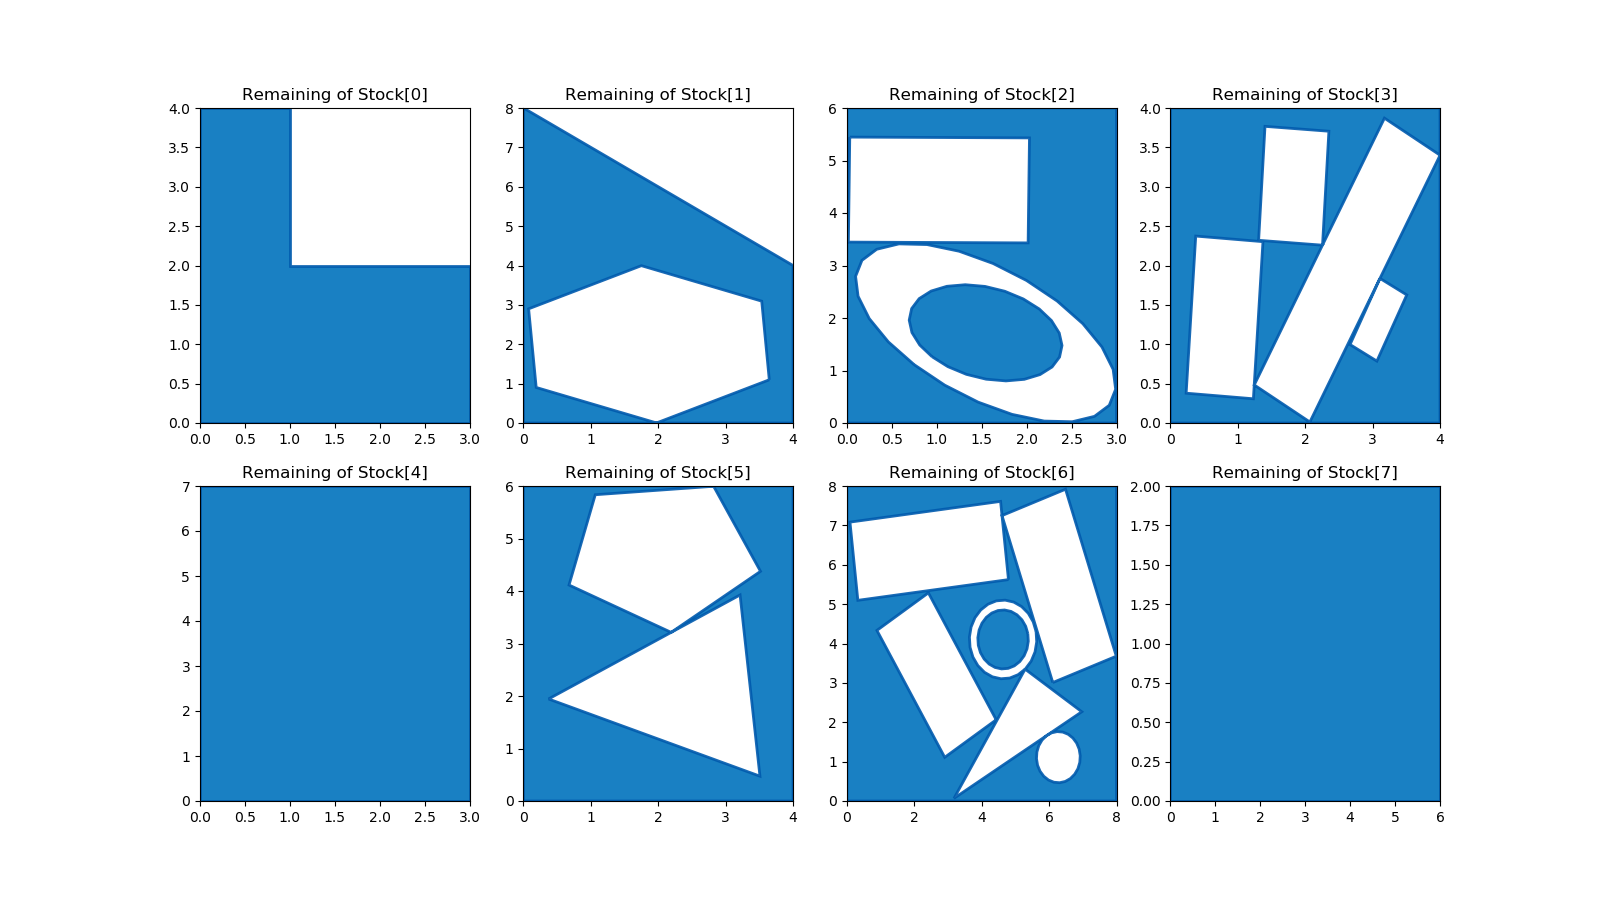 Remaining of Stock[0] Remaining of Stock[1] Remaining of Stock[2] Remaining of Stock[3]
4.0 8 6 4.0
3.5 7 3.5
5
3.0 6 3.0
2.5 5 4 2.5
2.0 4 3 2.0
1.5 3 1.5
2
1.0 2 1.0
0.5 1 1 0.5
0.0 0 0 0.0
0.0 0.5 1.0 1.5 2.0 2.5 3.0 0 1 2 3 4 0.0 0.5 1.0 1.5 2.0 2.5 3.0 0 1 2 3 4
Remaining of Stock[4] Remaining of Stock[5] Remaining of Stock[6] Remaining of Stock[7]
7 6 8 2.00
6 5 7 1.75
5 6 1.50
4 4 5 1.25
3 3 4 1.00
2 2 3 0.75
2 0.50
1 1 1 0.25
0 0 0 0.00
0.0 0.5 1.0 1.5 2.0 2.5 3.0 0 1 2 3 4 0 2 4 6 8 0 1 2 3 4 5 6